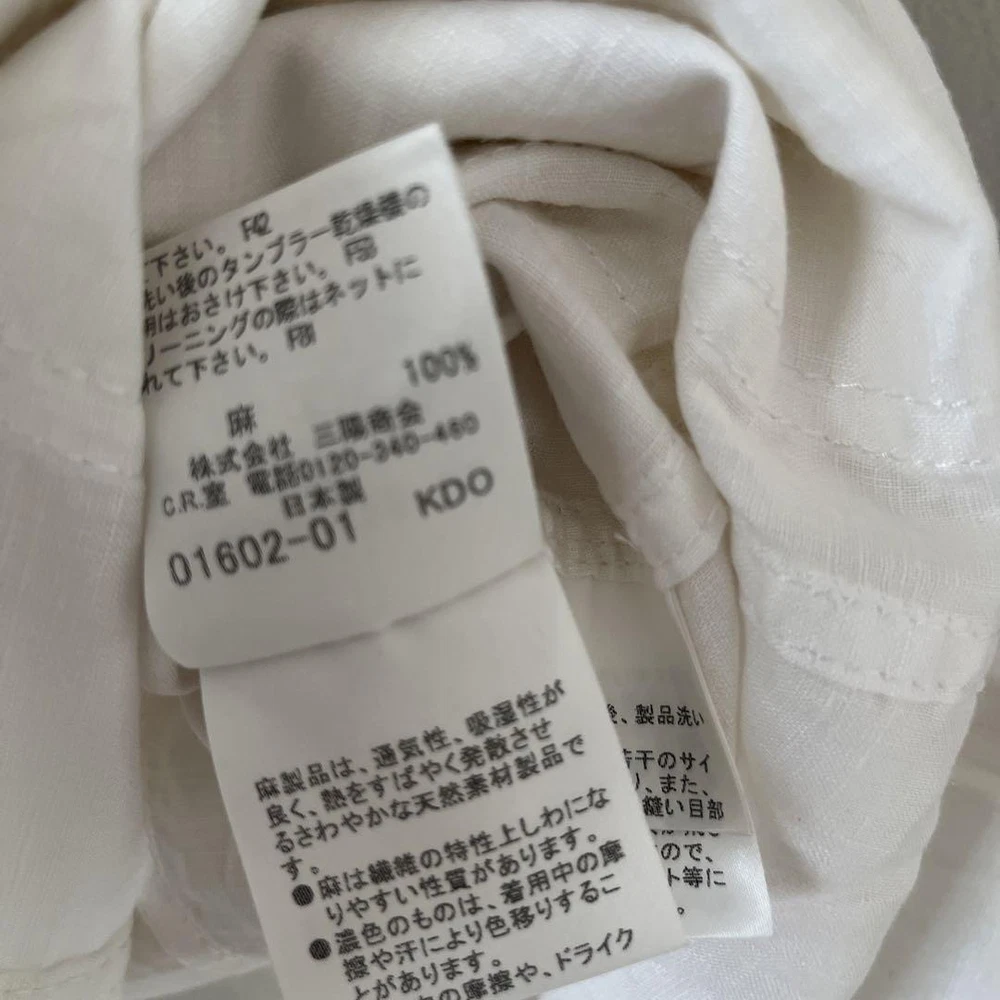 下さい。
洗い後のタンブラー乾燥機の
用はおさけ下さい。
リーニングの際はネットに
れて下さい。
麻 100%
株式会社 三陽商会
C.R.室 電話0120-340-460
日本製
01602-01 KDO
麻製品は、通気性、吸湿性が
良く、熱をすばやく発散させ
るさわやかな天然素材製品で
す。
●麻は繊維の特性上しわにな
りやすい性質があります。
●濃色のものは、着用中の摩
擦や汗により色移りするこ
とがあります。
の摩擦や、ドライク
、製品洗い
若干のサイ
、また、
縫い目部
ので、
ト等に
。